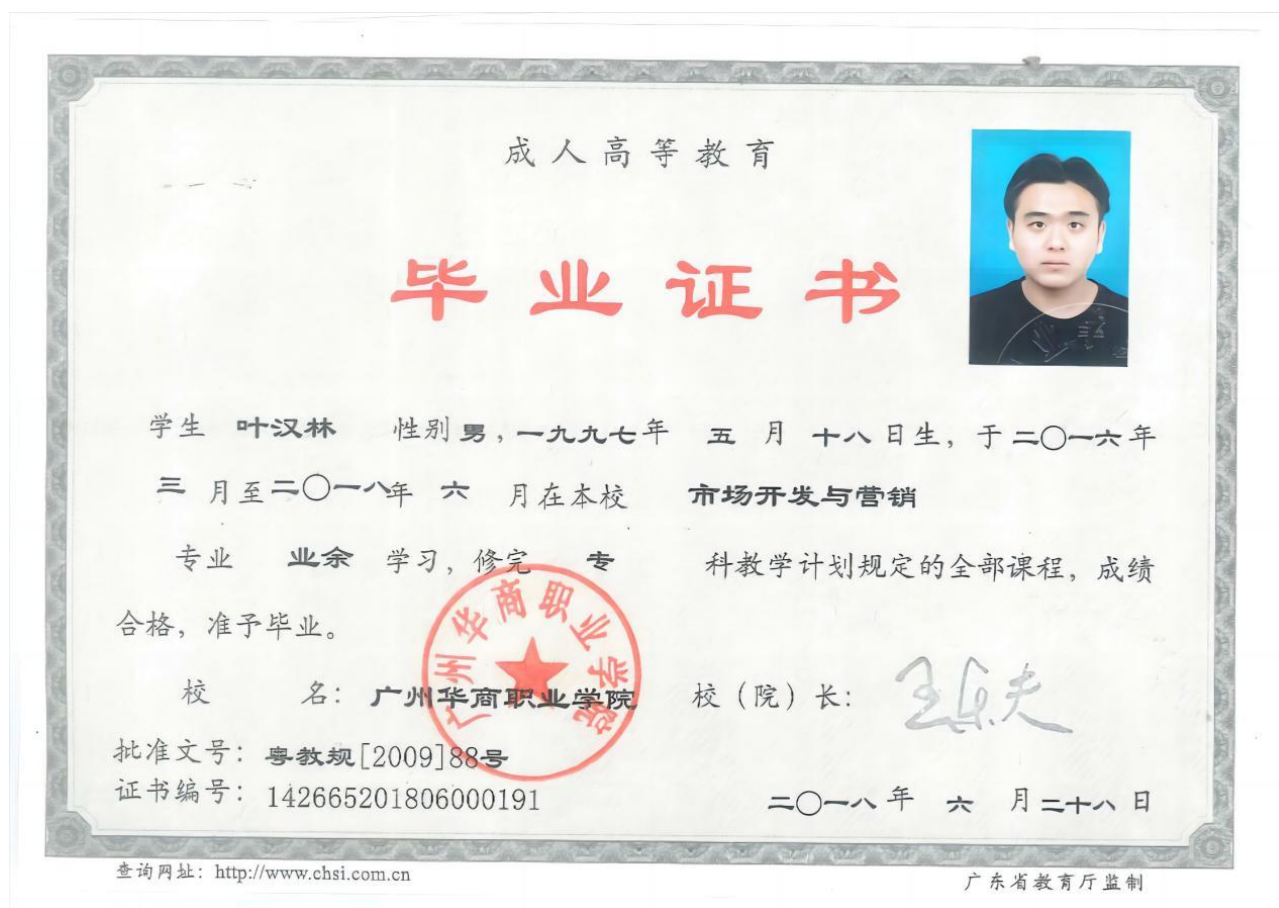 成人高等教育
毕业证书
学生 叶汉林 性别 男，一九九七年 五 月 十八 日生，于二〇一六年
三 月至二〇一八年 六 月在本校 市场开发与营销
专业 业余 学习，修完 专 科教学计划规定的全部课程，成绩
合格，准予毕业。
广州华商职业学院
校 名：广州华商职业学院 校（院）长：
批准文号：粤教规[2009]88号
证书编号：142665201806000191
二〇一八 年 六 月二十八 日
查询网址：http://www.chsi.com.cn
广东省教育厅监制